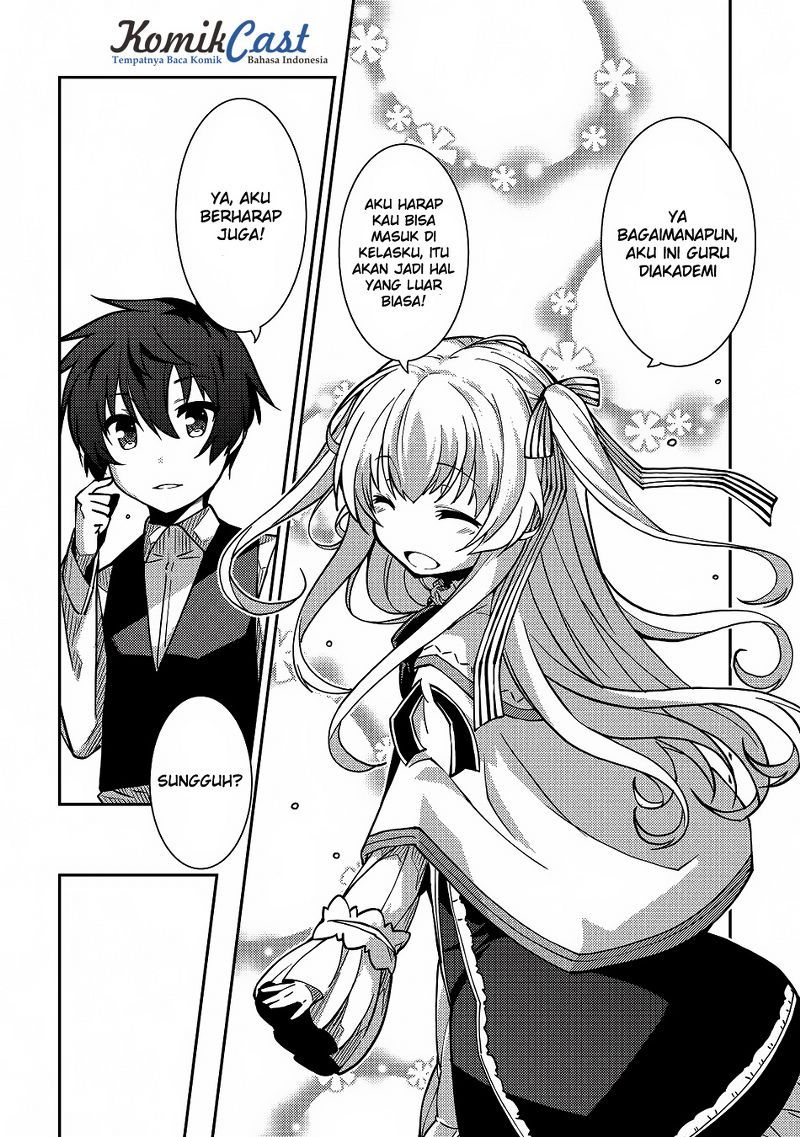 KomikCast
Tempatnya Baca Komik Bahasa Indonesia
YA
BAGAIMANAPUN,
AKU INI GURU
DIAKADEMI
AKU HARAP
KAU BISA
MASUK DI
KELASKU, ITU
AKAN JADI HAL
YANG LUAR
BIASA!
YA, AKU
BERHARAP
JUGA!
SUNGGUH?